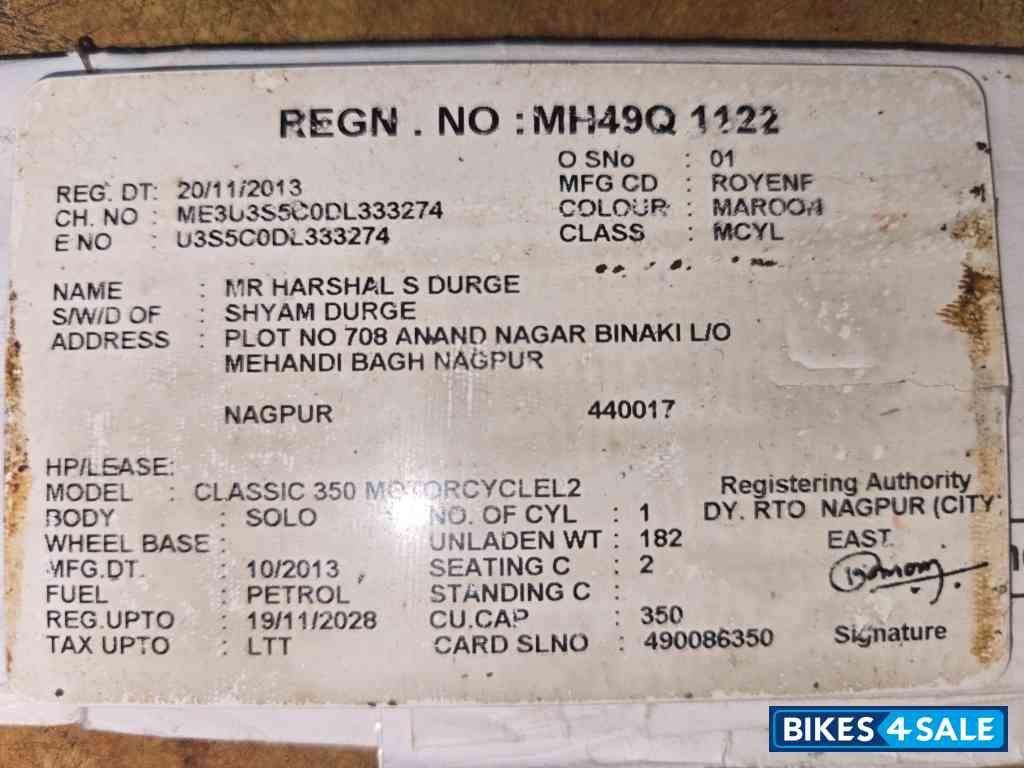 REGN . NO : MH49Q 1122
O SNo : 01
REG. DT: 20/11/2013 MFG CD : ROYENF
CH. NO : ME3U3S5C0DL333274 COLOUR :
E NO : U3S5C0DL333274 CLASS : MCYL
NAME : MR HARSHAL S DURGE
S/W/D OF : SHYAM DURGE
ADDRESS : PLOT NO 708 ANAND NAGAR BINAKI L/O
MEHANDI BAGH NAGPUR
NAGPUR 440017
HP/LEASE:
MODEL : CLASSIC 350 MOTORCYCLEL2 Registering Authority
BODY : SOLO NO. OF CYL : 1 DY. RTO NAGPUR (CITY
WHEEL BASE : UNLADEN WT : 182 EAST
MFG.DT. : 10/2013 SEATING C : 2
FUEL : PETROL STANDING C :
REG.UPTO : 19/11/2028 CU.CAP : 350
TAX UPTO : LTT CARD SLNO : 490086350 Signature
BIKES4SALE